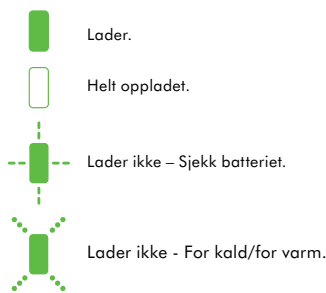 Lader.
Helt oppladet.
Lader ikke – Sjekk batteriet.
Lader ikke - For kald/for varm.